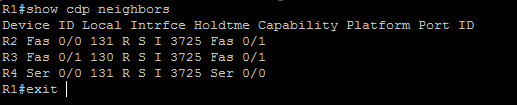 R1#show cdp neighbors
Device ID Local Intrfce Holdtme Capability Platform Port ID
R2 Fas 0/0 131 R S I 3725 Fas 0/1
R3 Fas 0/1 130 R S I 3725 Fas 0/1
R4 Ser 0/0 131 R S I 3725 Ser 0/0
R1#exit